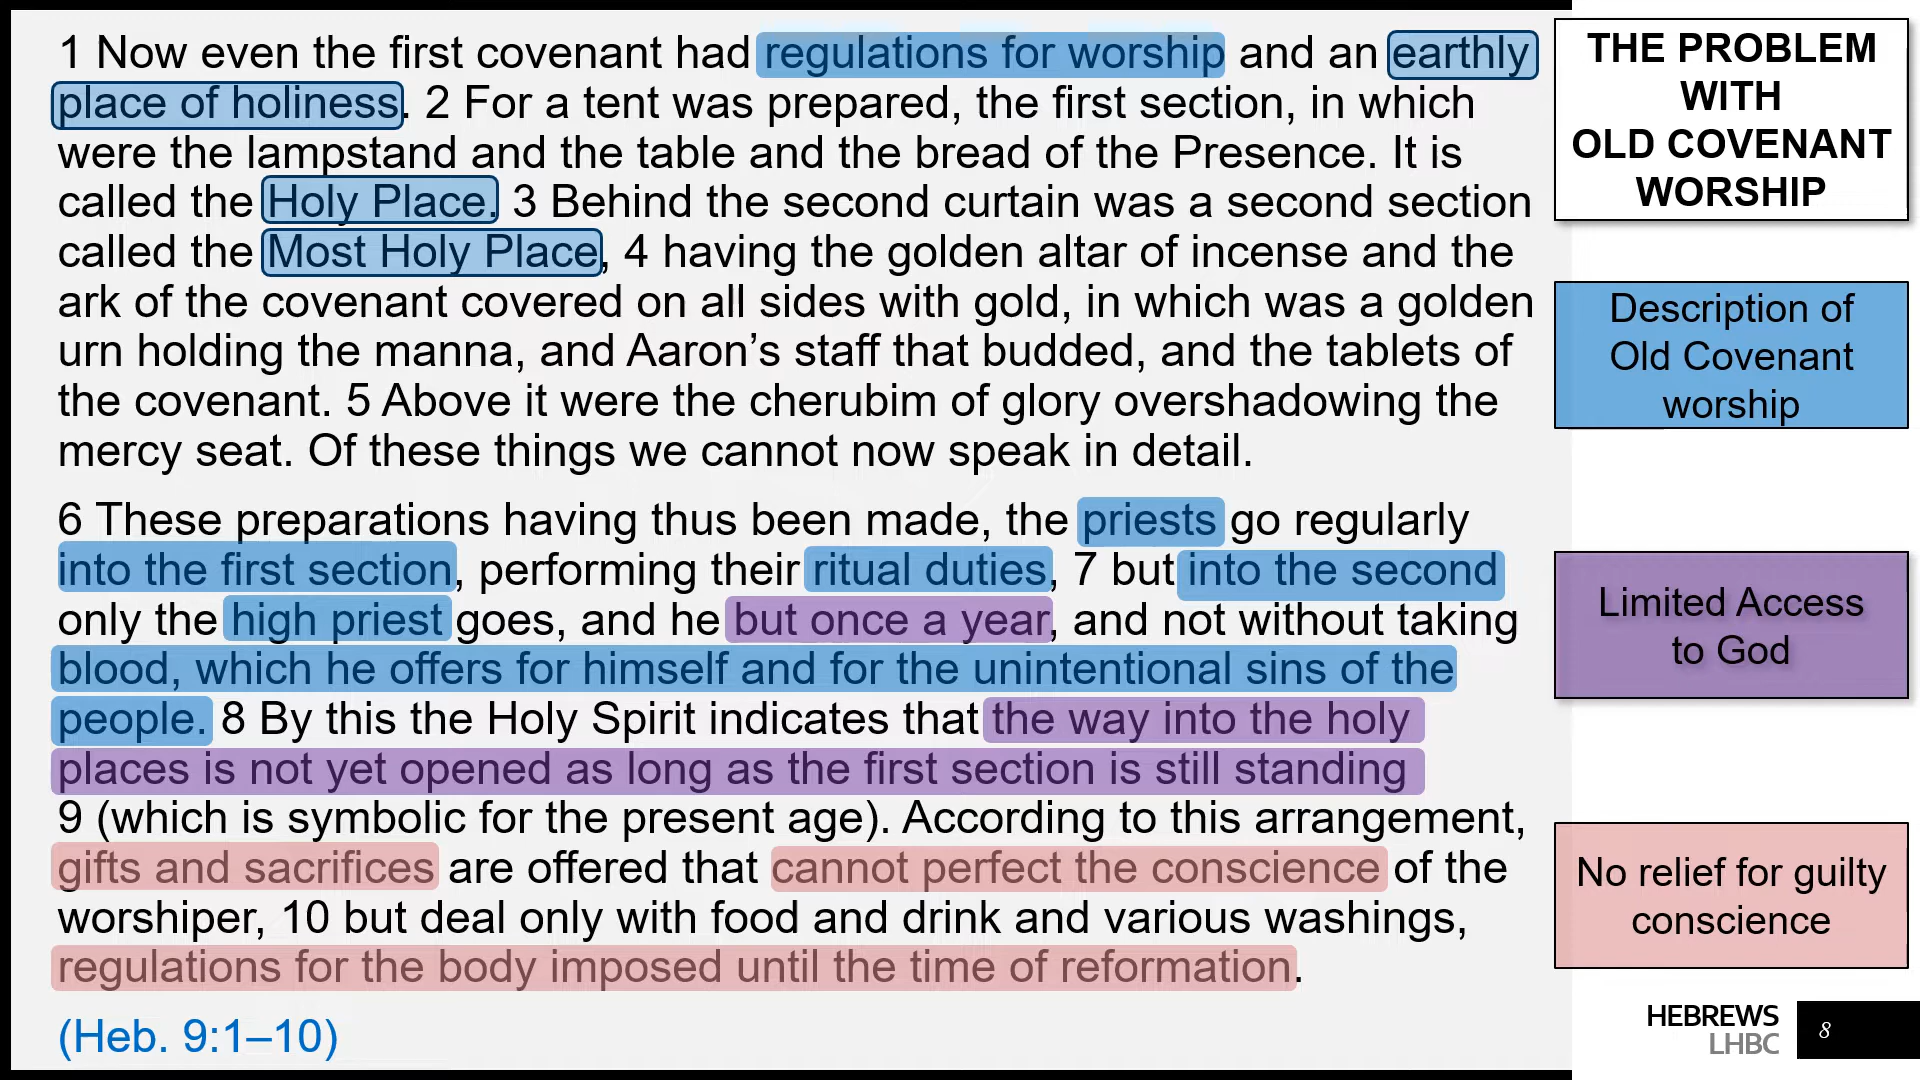 1 Now even the first covenant had regulations for worship and an earthly
place of holiness. 2 For a tent was prepared, the first section, in which
were the lampstand and the table and the bread of the Presence. It is
called the Holy Place. 3 Behind the second curtain was a second section
called the Most Holy Place, 4 having the golden altar of incense and the
ark of the covenant covered on all sides with gold, in which was a golden
urn holding the manna, and Aaron’s staff that budded, and the tablets of
the covenant. 5 Above it were the cherubim of glory overshadowing the
mercy seat. Of these things we cannot now speak in detail.
6 These preparations having thus been made, the priests go regularly
into the first section, performing their ritual duties, 7 but into the second
only the high priest goes, and he but once a year, and not without taking
blood, which he offers for himself and for the unintentional sins of the
people. 8 By this the Holy Spirit indicates that the way into the holy
places is not yet opened as long as the first section is still standing
9 (which is symbolic for the present age). According to this arrangement,
gifts and sacrifices are offered that cannot perfect the conscience of the
worshiper, 10 but deal only with food and drink and various washings,
regulations for the body imposed until the time of reformation.
(Heb. 9:1–10)
THE PROBLEM
WITH
OLD COVENANT
WORSHIP
Description of
Old Covenant
worship
Limited Access
to God
No relief for guilty
conscience
HEBREWS
LHBC
8